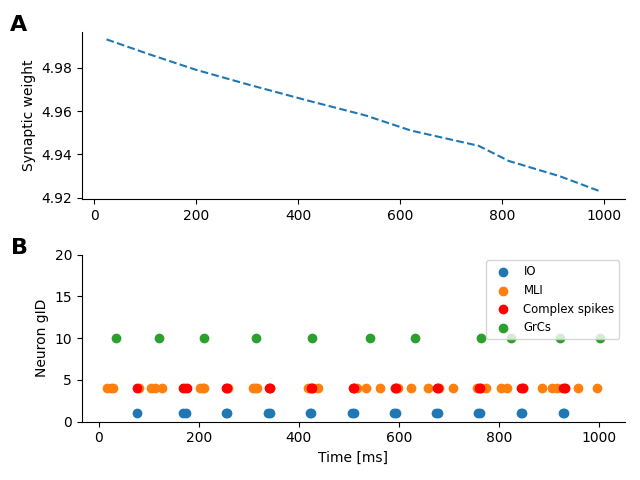 A
Synaptic weight
4.98
4.96
4.94
4.92
0 200 400 600 800 1000
B
Neuron gID
20
15
10
5
0
IO
MLI
Complex spikes
GrCs
0 200 400 600 800 1000
Time [ms]